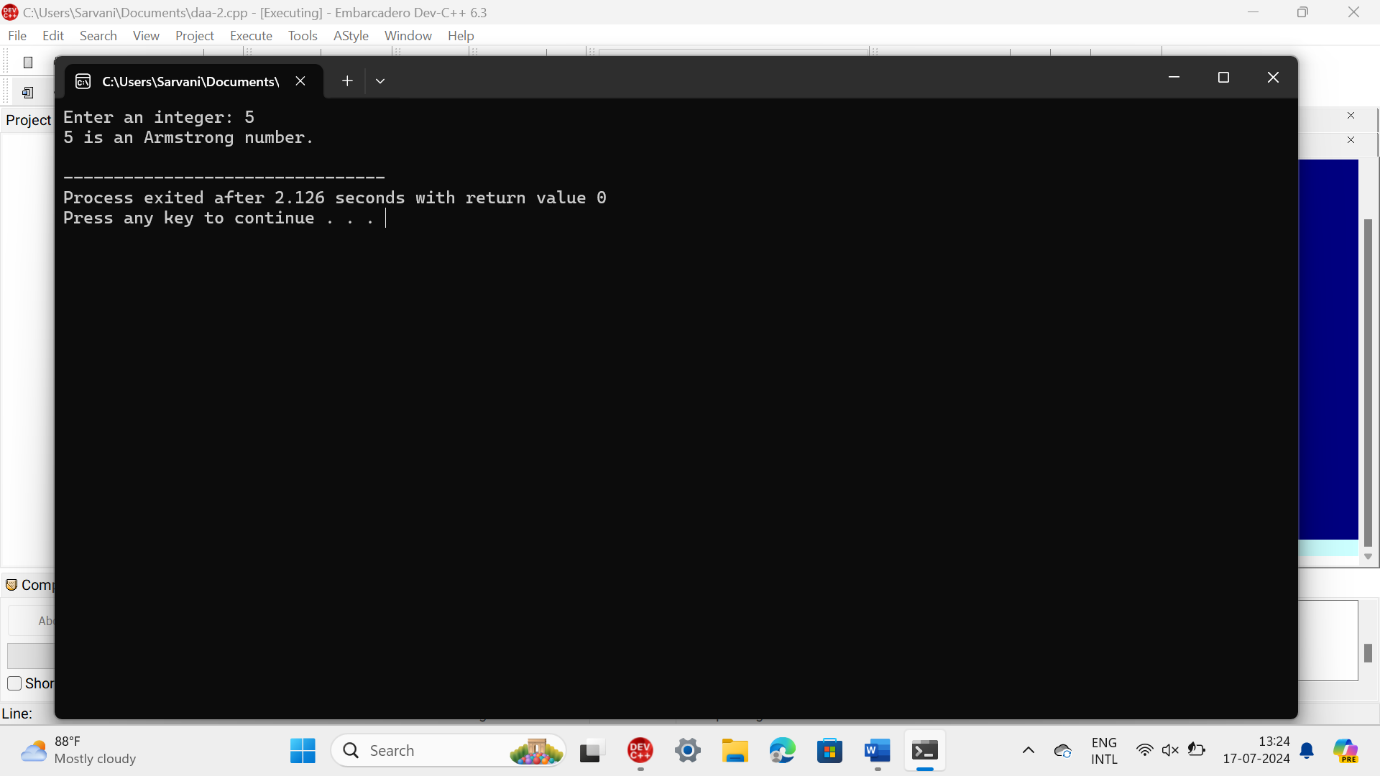 DEV C++ C:\Users\Sarvani\Documents\daa-2.cpp - [Executing] - Embarcadero Dev-C++ 6.3
File Edit Search View Project Execute Tools AStyle Window Help
C:\Users\Sarvani\Documents\
Project
Enter an integer: 5
5 is an Armstrong number.
--------------------------------
Process exited after 2.126 seconds with return value 0
Press any key to continue . . .
Line:
88°F
Mostly cloudy
Search
DEV C++
W
ENG
INTL
13:24
17-07-2024
PRE